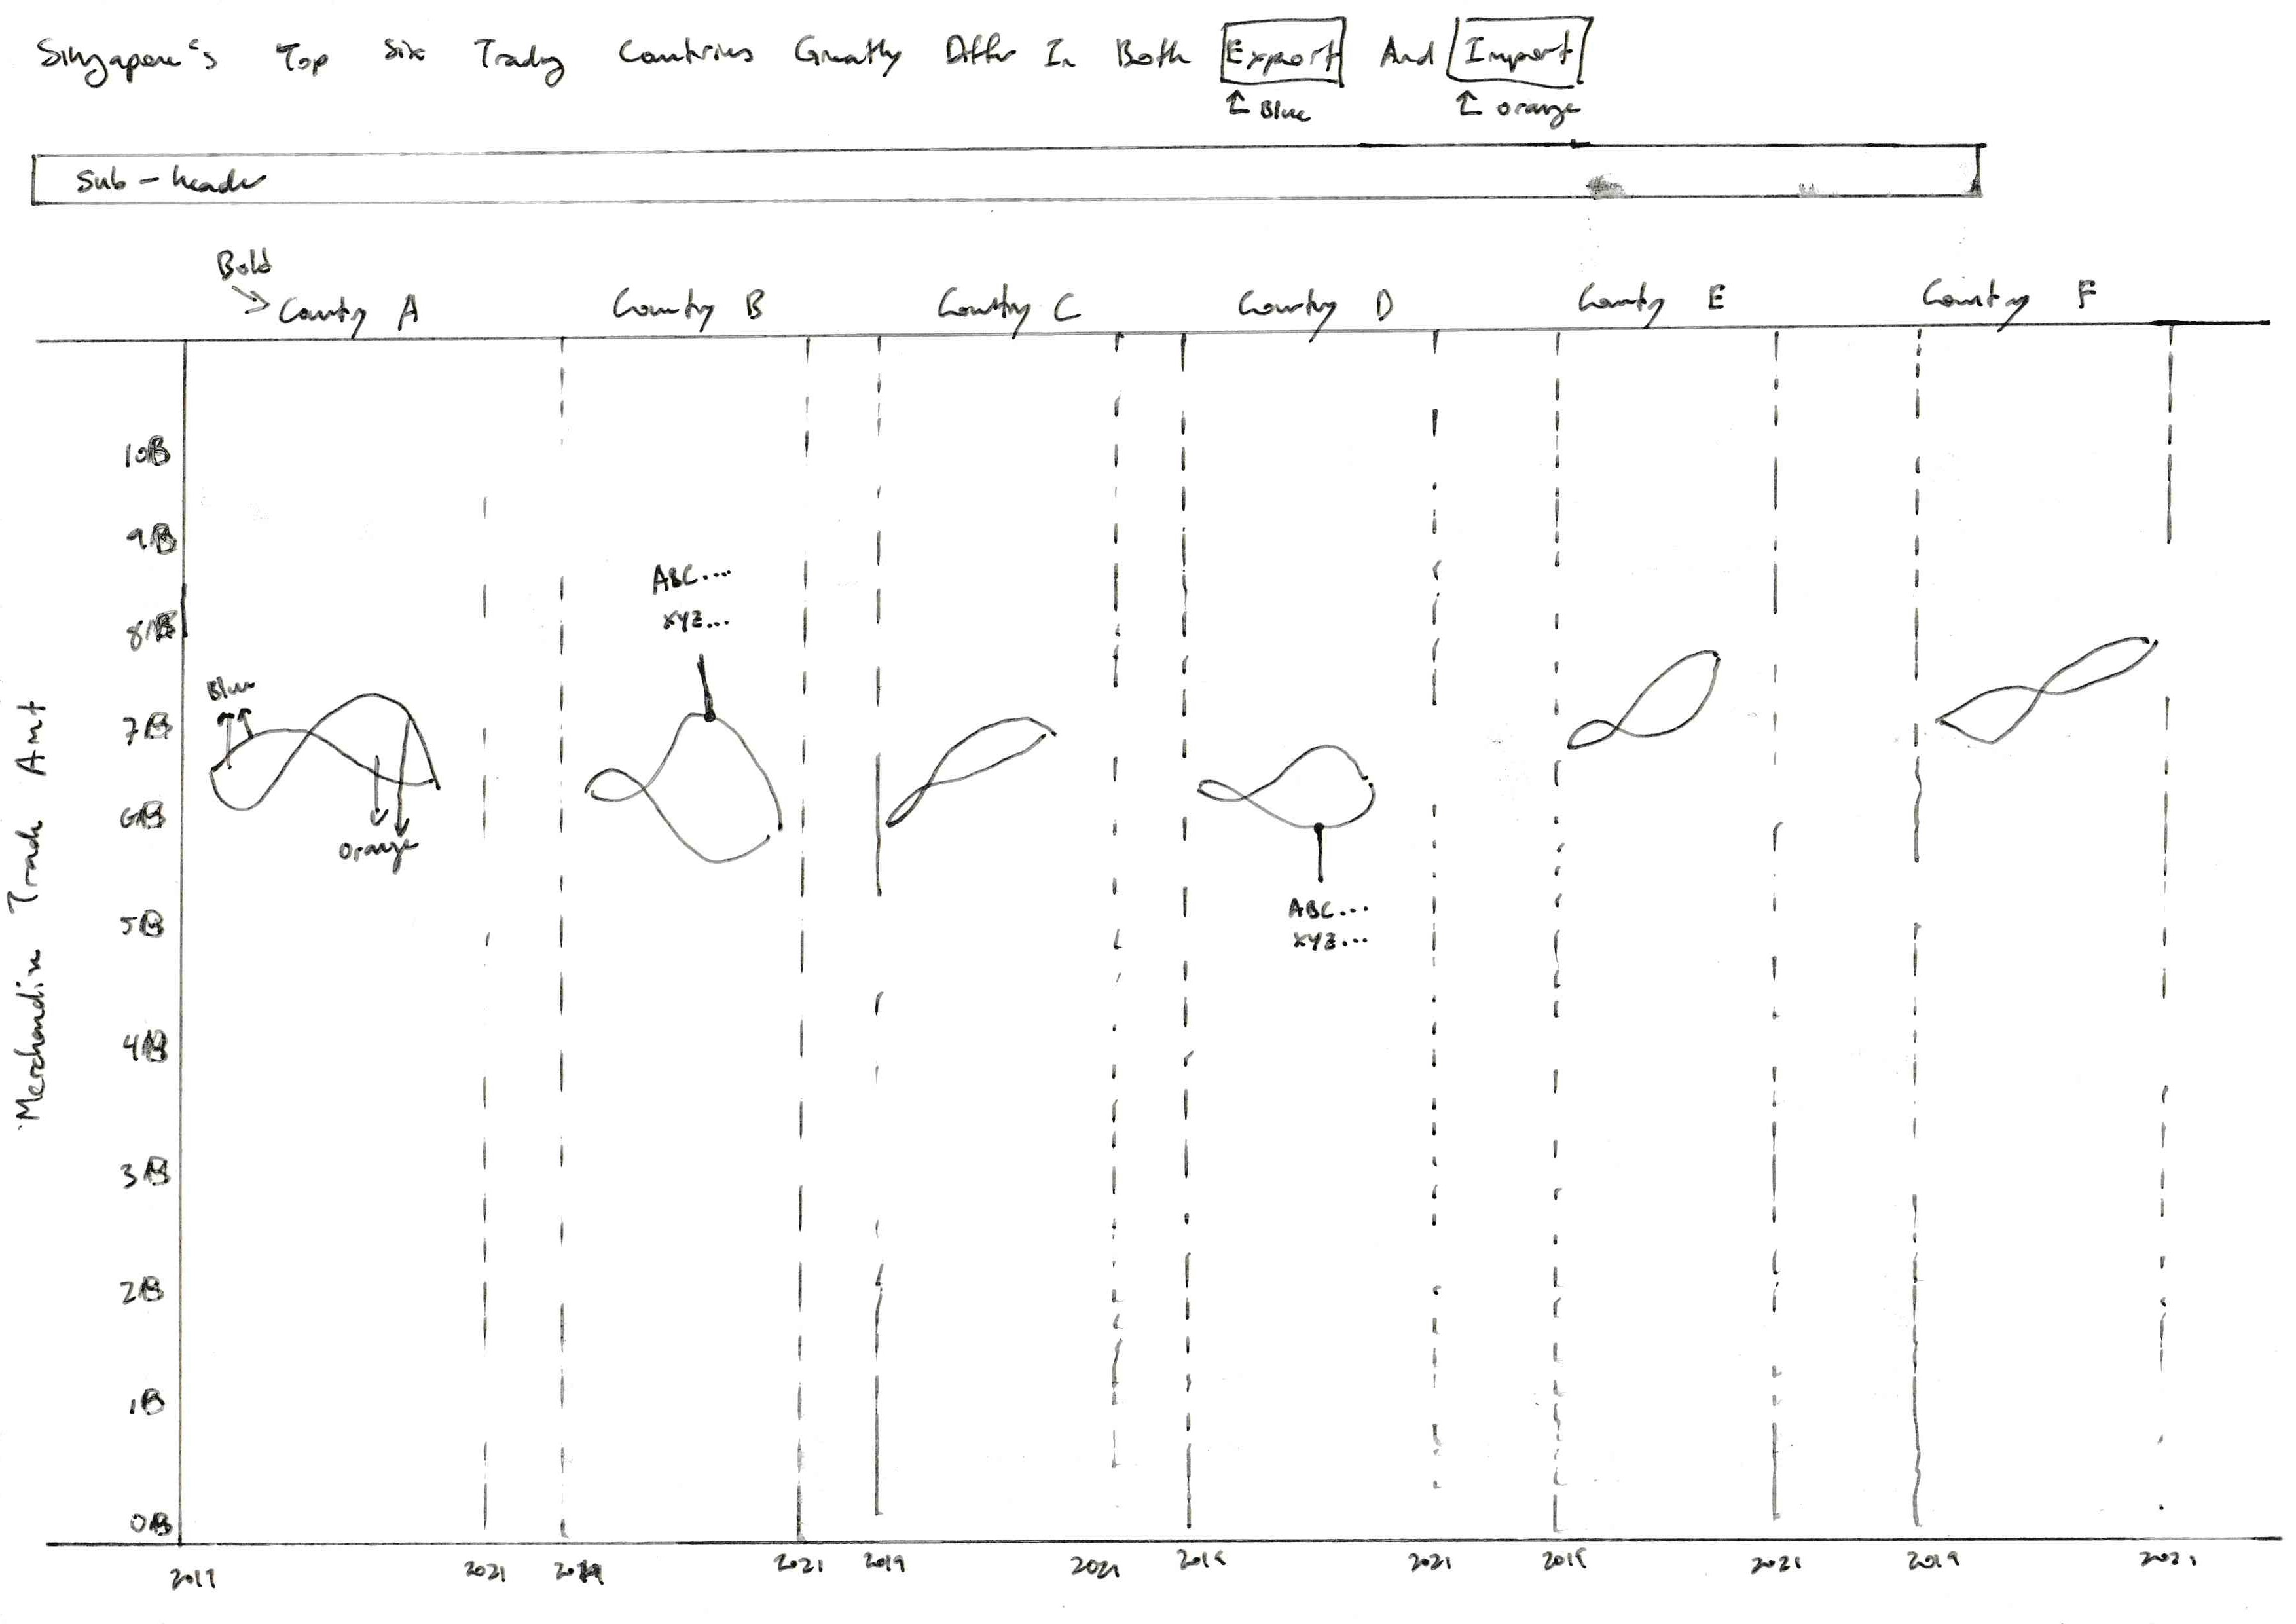 Singapore's Top Six Trading Countries Greatly Differ In Both Export And Import
Blue
Orange
Sub-header
Bold
Country A
Country B
Country C
Country D
Country E
Country F
Merchandise Trade Amt
10B
9B
8B
7B
6B
5B
4B
3B
2B
1B
0B
Blue
Orange
ABC....
XYZ...
ABC...
XYZ...
2019
2021
2019
2021
2019
2021
2019
2021
2019
2021
2019
2021